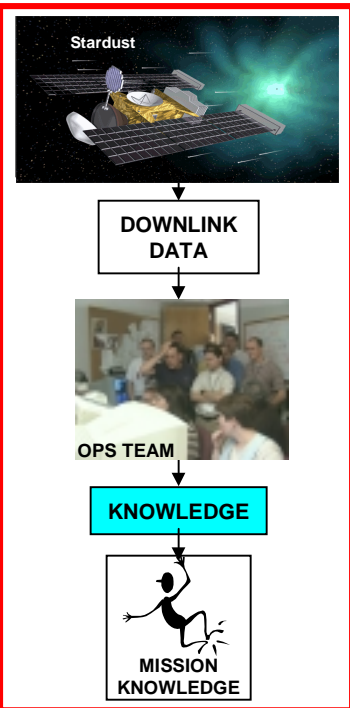 Stardust
DOWNLINK
DATA
OPS TEAM
KNOWLEDGE
MISSION
KNOWLEDGE